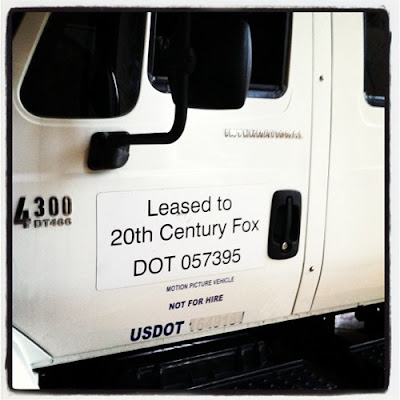 4300
DT466
Leased to
20th Century Fox
DOT 057395
MOTION PICTURE VEHICLE
NOT FOR HIRE
USDOT